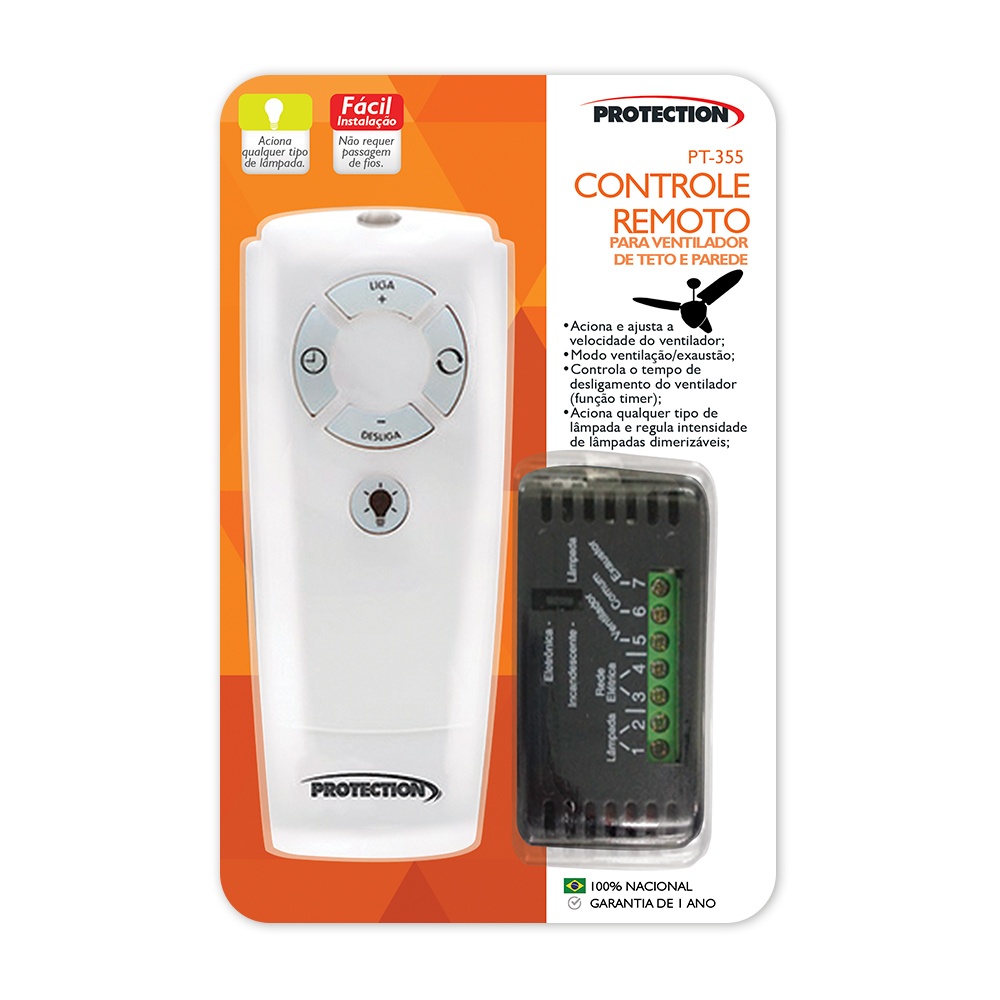 Aciona
qualquer tipo
de lâmpada.
Fácil
Instalação
Não requer
passagem
de fios.
PROTECTION
PT-355
CONTROLE
REMOTO
PARA VENTILADOR
DE TETO E PAREDE
•Aciona e ajusta a
velocidade do ventilador;
•Modo ventilação/exaustão;
•Controla o tempo de
desligamento do ventilador
(função timer);
•Aciona qualquer tipo de
lâmpada e regula intensidade
de lâmpadas dimerizáveis;
LIGA
+
-
DESLIGA
PROTECTION
Eletrônica -
Incandescente -
Lâmpada
Lâmpada
Rede
Elétrica
Ventilador
Comum
Exaustor
1 2 3 4 5 6 7
100% NACIONAL
GARANTIA DE 1 ANO